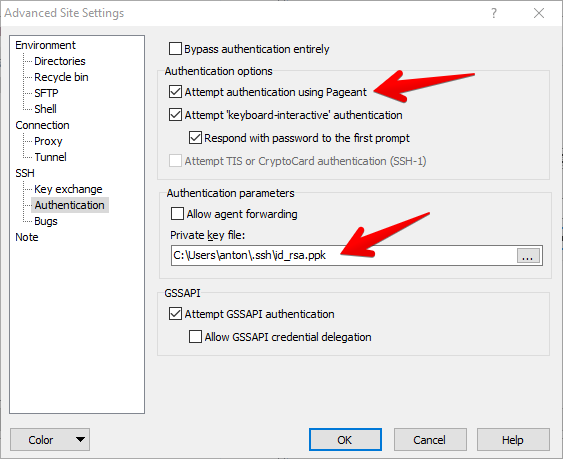 Advanced Site Settings
Environment
Directories
Recycle bin
SFTP
Shell
Connection
Proxy
Tunnel
SSH
Key exchange
Authentication
Bugs
Note
Bypass authentication entirely
Authentication options
Attempt authentication using Pageant
Attempt 'keyboard-interactive' authentication
Respond with password to the first prompt
Attempt TIS or CryptoCard authentication (SSH-1)
Authentication parameters
Allow agent forwarding
Private key file:
C:\Users\anton\.ssh\id_rsa.ppk
...
GSSAPI
Attempt GSSAPI authentication
Allow GSSAPI credential delegation
Color
OK
Cancel
Help